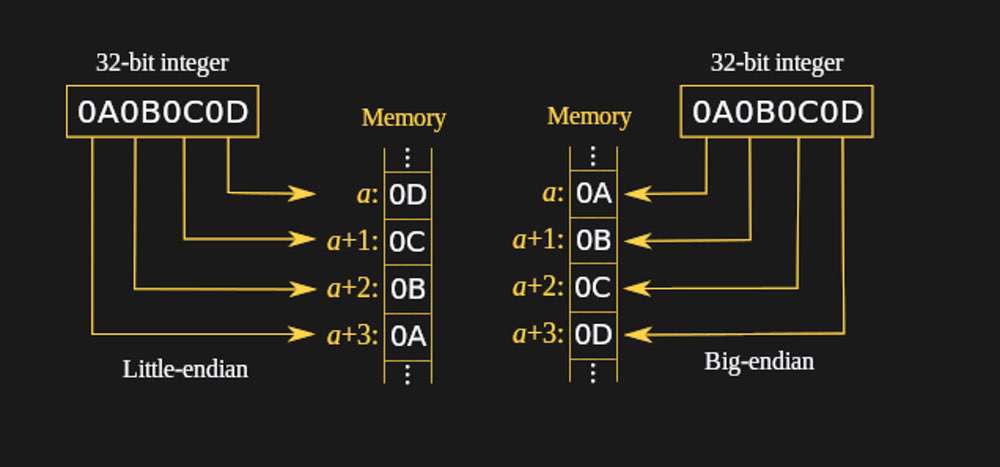 32-bit integer
0A0B0C0D
Memory
⋮
a: 0D
a+1: 0C
a+2: 0B
a+3: 0A
⋮
Little-endian
32-bit integer
0A0B0C0D
Memory
⋮
a: 0A
a+1: 0B
a+2: 0C
a+3: 0D
⋮
Big-endian